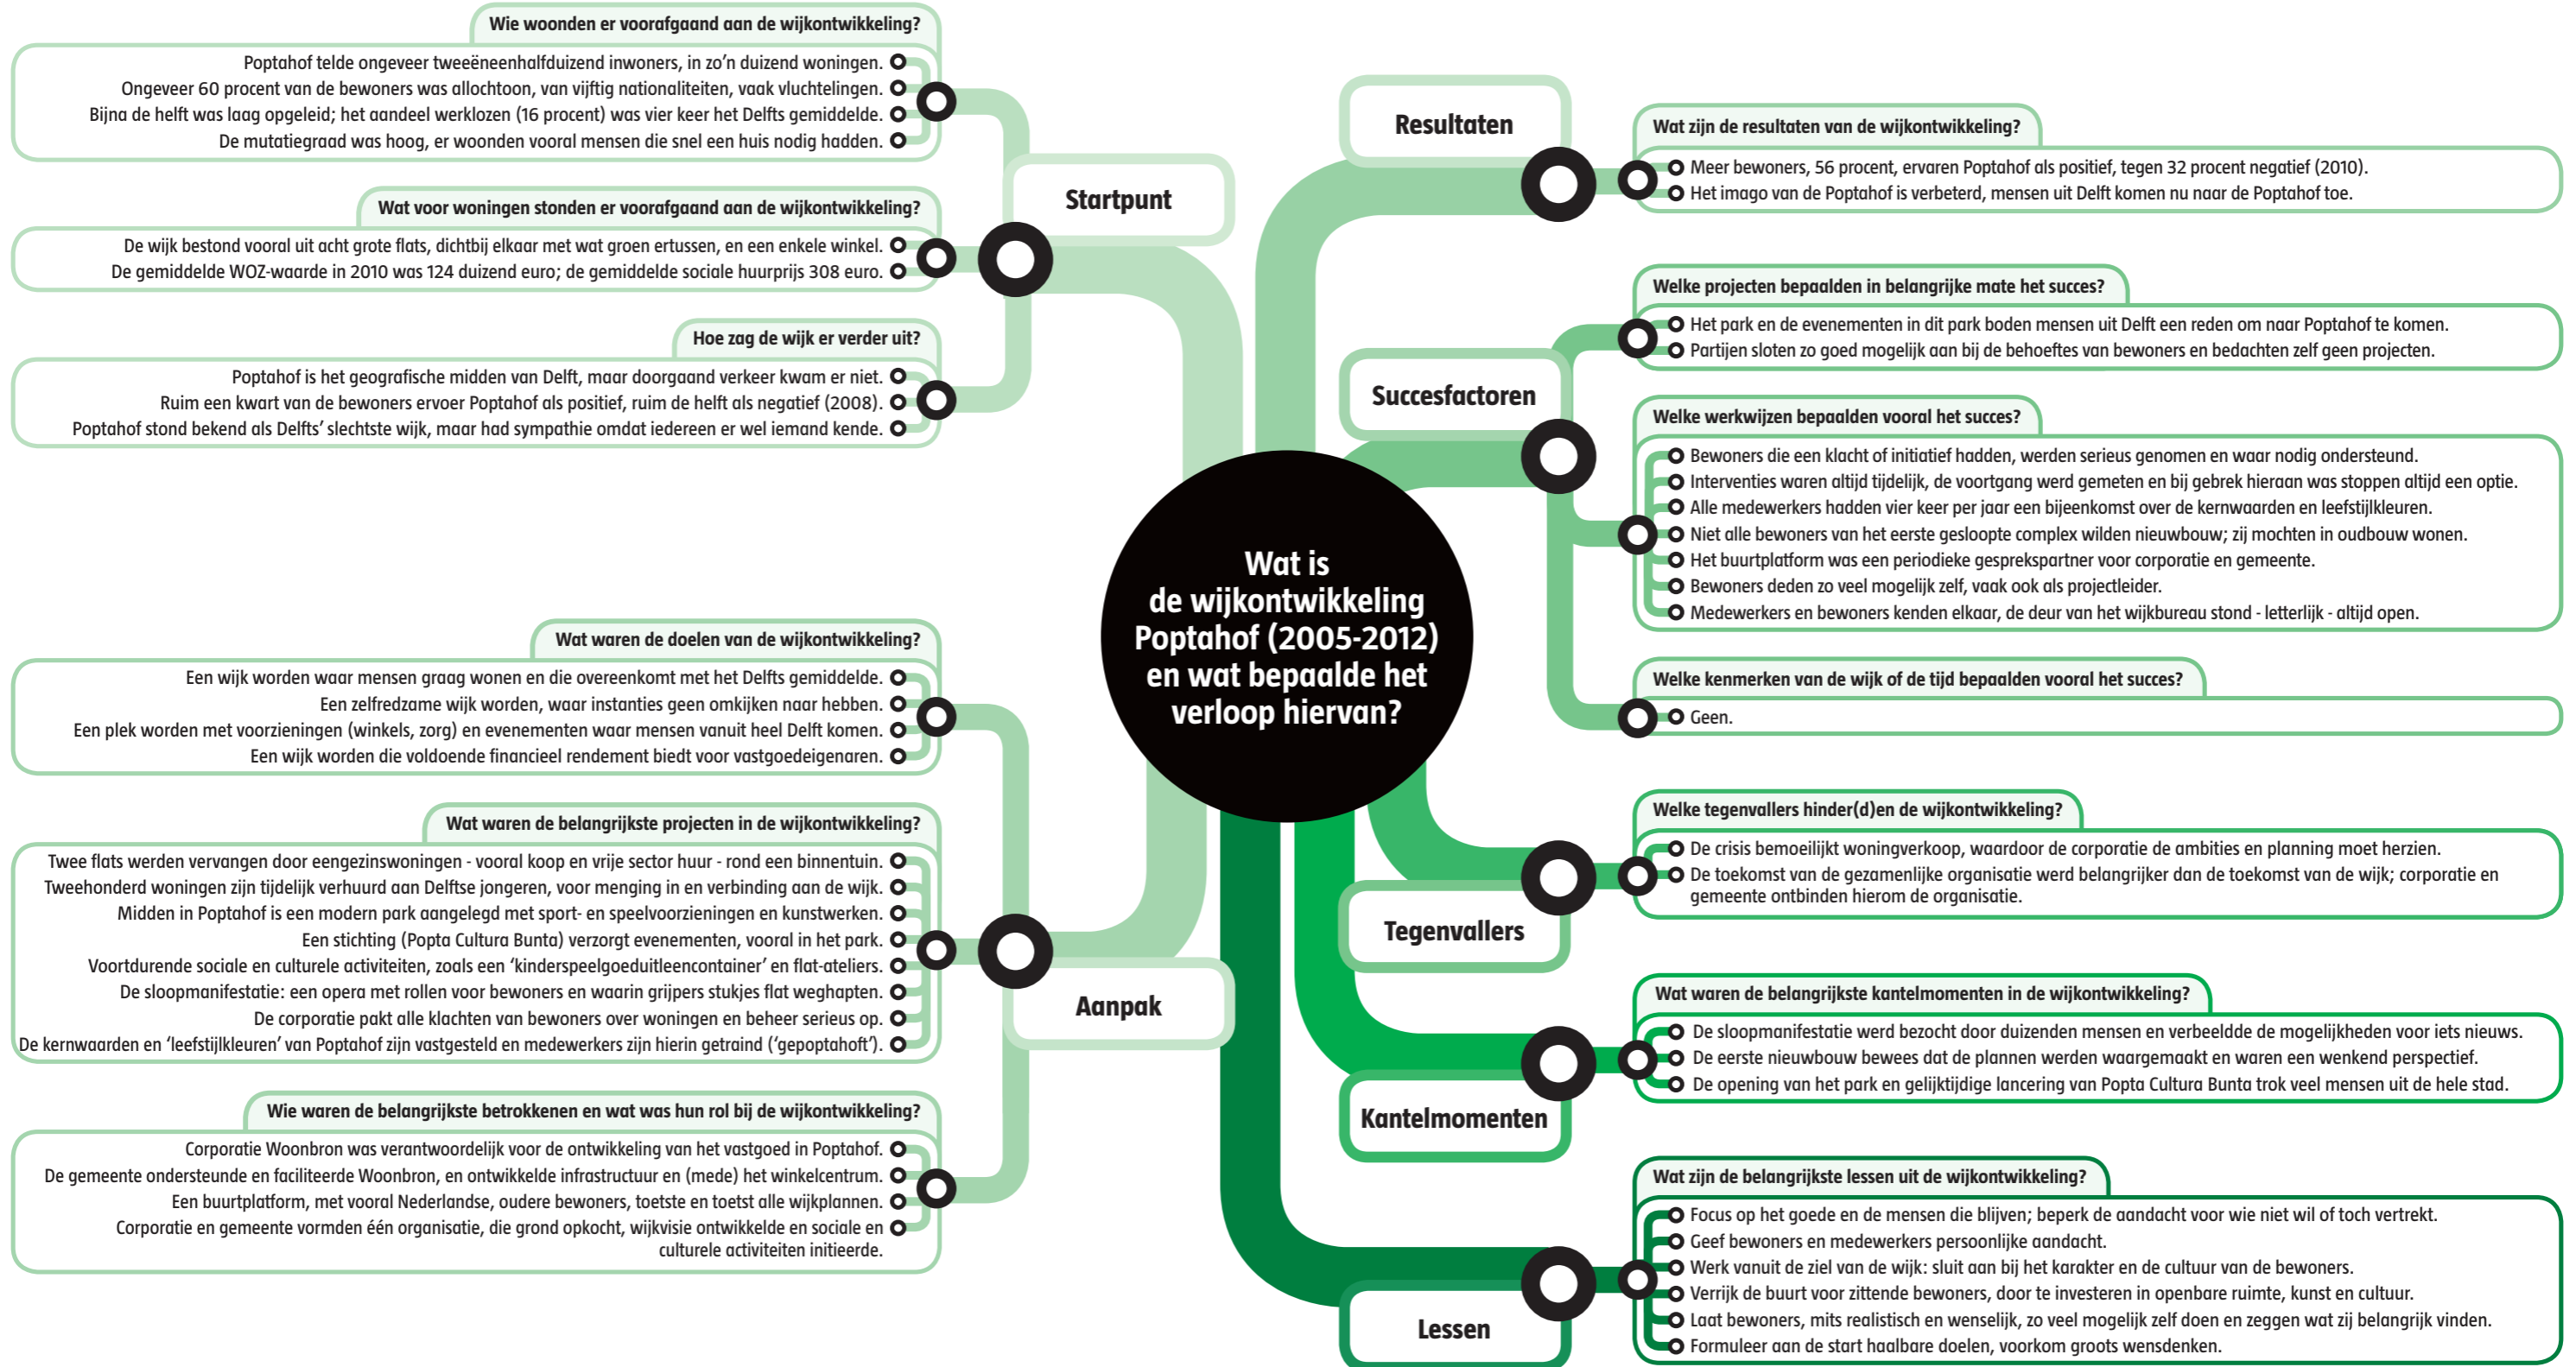 Wat is
de wijkontwikkeling
Poptahof (2005-2012)
en wat bepaalde het
verloop hiervan?
Startpunt
Wie woonden er voorafgaand aan de wijkontwikkeling?
Poptahof telde ongeveer tweeëneenhalfduizend inwoners, in zo’n duizend woningen.
Ongeveer 60 procent van de bewoners was allochtoon, van vijftig nationaliteiten, vaak vluchtelingen.
Bijna de helft was laag opgeleid; het aandeel werklozen (16 procent) was vier keer het Delfts gemiddelde.
De mutatiegraad was hoog, er woonden vooral mensen die snel een huis nodig hadden.
Wat voor woningen stonden er voorafgaand aan de wijkontwikkeling?
De wijk bestond vooral uit acht grote flats, dichtbij elkaar met wat groen ertussen, en een enkele winkel.
De gemiddelde WOZ-waarde in 2010 was 124 duizend euro; de gemiddelde sociale huurprijs 308 euro.
Hoe zag de wijk er verder uit?
Poptahof is het geografische midden van Delft, maar doorgaand verkeer kwam er niet.
Ruim een kwart van de bewoners ervoer Poptahof als positief, ruim de helft als negatief (2008).
Poptahof stond bekend als Delfts’ slechtste wijk, maar had sympathie omdat iedereen er wel iemand kende.
Aanpak
Wat waren de doelen van de wijkontwikkeling?
Een wijk worden waar mensen graag wonen en die overeenkomt met het Delfts gemiddelde.
Een zelfredzame wijk worden, waar instanties geen omkijken naar hebben.
Een plek worden met voorzieningen (winkels, zorg) en evenementen waar mensen vanuit heel Delft komen.
Een wijk worden die voldoende financieel rendement biedt voor vastgoedeigenaren.
Wat waren de belangrijkste projecten in de wijkontwikkeling?
Twee flats werden vervangen door eengezinswoningen - vooral koop en vrije sector huur - rond een binnentuin.
Tweehonderd woningen zijn tijdelijk verhuurd aan Delftse jongeren, voor menging in en verbinding aan de wijk.
Midden in Poptahof is een modern park aangelegd met sport- en speelvoorzieningen en kunstwerken.
Een stichting (Popta Cultura Bunta) verzorgt evenementen, vooral in het park.
Voortdurende sociale en culturele activiteiten, zoals een ‘kinderspeelgoeduitleencontainer’ en flat-ateliers.
De sloopmanifestatie: een opera met rollen voor bewoners en waarin grijpers stukjes flat weghapten.
De corporatie pakt alle klachten van bewoners over woningen en beheer serieus op.
De kernwaarden en ‘leefstijlkleuren’ van Poptahof zijn vastgesteld en medewerkers zijn hierin getraind (‘gepoptahoft’).
Wie waren de belangrijkste betrokkenen en wat was hun rol bij de wijkontwikkeling?
Corporatie Woonbron was verantwoordelijk voor de ontwikkeling van het vastgoed in Poptahof.
De gemeente ondersteunde en faciliteerde Woonbron, en ontwikkelde infrastructuur en (mede) het winkelcentrum.
Een buurtplatform, met vooral Nederlandse, oudere bewoners, toetste en toetst alle wijkplannen.
Corporatie en gemeente vormden één organisatie, die grond opkocht, wijkvisie ontwikkelde en sociale en
culturele activiteiten initieerde.
Resultaten
Wat zijn de resultaten van de wijkontwikkeling?
Meer bewoners, 56 procent, ervaren Poptahof als positief, tegen 32 procent negatief (2010).
Het imago van de Poptahof is verbeterd, mensen uit Delft komen nu naar de Poptahof toe.
Succesfactoren
Welke projecten bepaalden in belangrijke mate het succes?
Het park en de evenementen in dit park boden mensen uit Delft een reden om naar Poptahof te komen.
Partijen sloten zo goed mogelijk aan bij de behoeftes van bewoners en bedachten zelf geen projecten.
Welke werkwijzen bepaalden vooral het succes?
Bewoners die een klacht of initiatief hadden, werden serieus genomen en waar nodig ondersteund.
Interventies waren altijd tijdelijk, de voortgang werd gemeten en bij gebrek hieraan was stoppen altijd een optie.
Alle medewerkers hadden vier keer per jaar een bijeenkomst over de kernwaarden en leefstijlkleuren.
Niet alle bewoners van het eerste gesloopte complex wilden nieuwbouw; zij mochten in oudbouw wonen.
Het buurtplatform was een periodieke gesprekspartner voor corporatie en gemeente.
Bewoners deden zo veel mogelijk zelf, vaak ook als projectleider.
Medewerkers en bewoners kenden elkaar, de deur van het wijkbureau stond - letterlijk - altijd open.
Welke kenmerken van de wijk of de tijd bepaalden vooral het succes?
Geen.
Tegenvallers
Welke tegenvallers hinder(d)en de wijkontwikkeling?
De crisis bemoeilijkt woningverkoop, waardoor de corporatie de ambities en planning moet herzien.
De toekomst van de gezamenlijke organisatie werd belangrijker dan de toekomst van de wijk; corporatie en
gemeente ontbinden hierom de organisatie.
Kantelmomenten
Wat waren de belangrijkste kantelmomenten in de wijkontwikkeling?
De sloopmanifestatie werd bezocht door duizenden mensen en verbeeldde de mogelijkheden voor iets nieuws.
De eerste nieuwbouw bewees dat de plannen werden waargemaakt en waren een wenkend perspectief.
De opening van het park en gelijktijdige lancering van Popta Cultura Bunta trok veel mensen uit de hele stad.
Lessen
Wat zijn de belangrijkste lessen uit de wijkontwikkeling?
Focus op het goede en de mensen die blijven; beperk de aandacht voor wie niet wil of toch vertrekt.
Geef bewoners en medewerkers persoonlijke aandacht.
Werk vanuit de ziel van de wijk: sluit aan bij het karakter en de cultuur van de bewoners.
Verrijk de buurt voor zittende bewoners, door te investeren in openbare ruimte, kunst en cultuur.
Laat bewoners, mits realistisch en wenselijk, zo veel mogelijk zelf doen en zeggen wat zij belangrijk vinden.
Formuleer aan de start haalbare doelen, voorkom groots wensdenken.